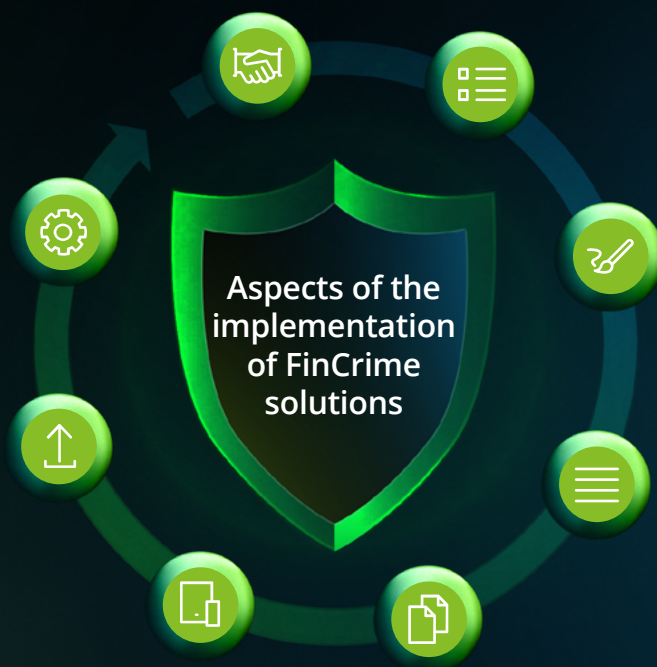 Aspects of the
implementation
of FinCrime
solutions